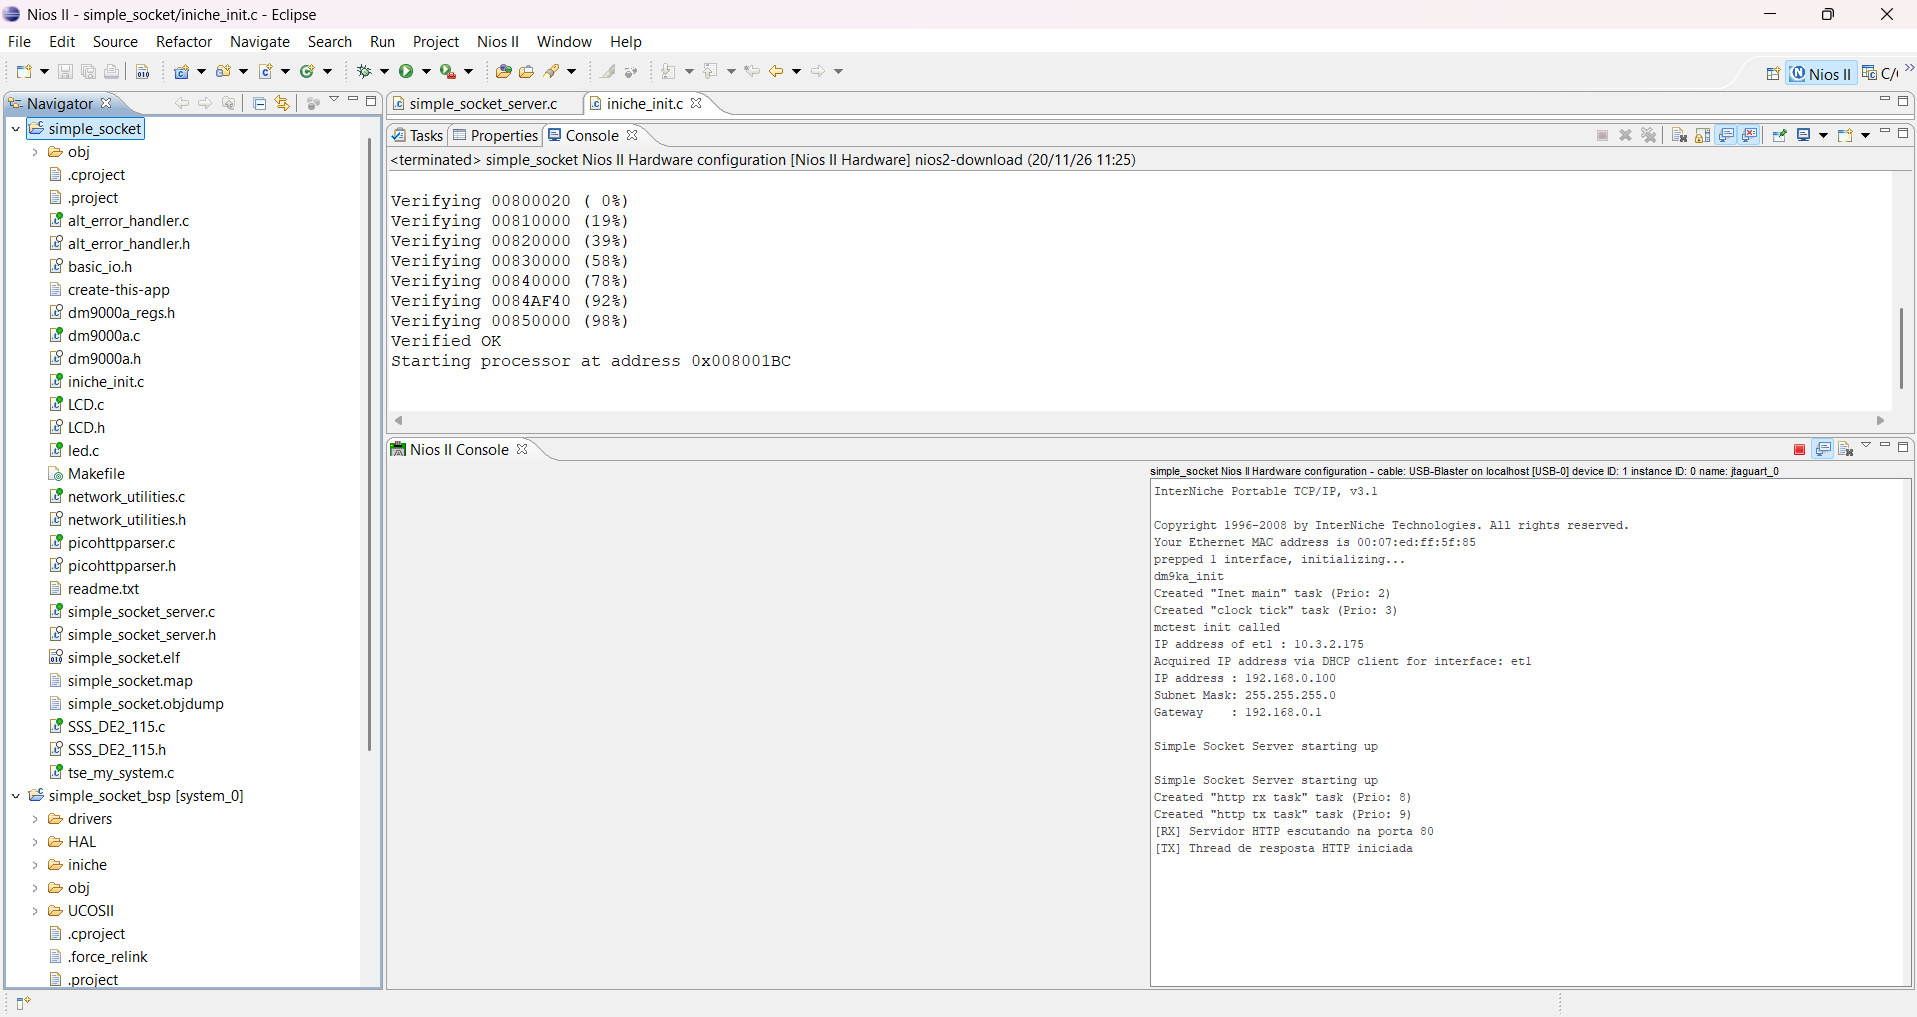 Nios II - simple_socket/iniche_init.c - Eclipse
File Edit Source Refactor Navigate Search Run Project Nios II Window Help
Nios II C/
Navigator
simple_socket
obj
.cproject
.project
alt_error_handler.c
alt_error_handler.h
basic_io.h
create-this-app
dm9000a_regs.h
dm9000a.c
dm9000a.h
iniche_init.c
LCD.c
LCD.h
led.c
Makefile
network_utilities.c
network_utilities.h
picohttpparser.c
picohttpparser.h
readme.txt
simple_socket_server.c
simple_socket_server.h
simple_socket.elf
simple_socket.map
simple_socket.objdump
SSS_DE2_115.c
SSS_DE2_115.h
tse_my_system.c
simple_socket_bsp [system_0]
drivers
HAL
iniche
obj
UCOSII
.cproject
.force_relink
.project
simple_socket_server.c iniche_init.c
Tasks Properties Console
<terminated> simple_socket Nios II Hardware configuration [Nios II Hardware] nios2-download (20/11/26 11:25)
Verifying 00800020 ( 0%)
Verifying 00810000 (19%)
Verifying 00820000 (39%)
Verifying 00830000 (58%)
Verifying 00840000 (78%)
Verifying 0084AF40 (92%)
Verifying 00850000 (98%)
Verified OK
Starting processor at address 0x008001BC
Nios II Console
simple_socket Nios II Hardware configuration - cable: USB-Blaster on localhost [USB-0] device ID: 1 instance ID: 0 name: jtaguart_0
InterNiche Portable TCP/IP, v3.1
Copyright 1996-2008 by InterNiche Technologies. All rights reserved.
Your Ethernet MAC address is 00:07:ed:ff:5f:85
prepped 1 interface, initializing...
dm9ka_init
Created "Inet main" task (Prio: 2)
Created "clock tick" task (Prio: 3)
mctest init called
IP address of et1 : 10.3.2.175
Acquired IP address via DHCP client for interface: et1
IP address : 192.168.0.100
Subnet Mask: 255.255.255.0
Gateway    : 192.168.0.1
Simple Socket Server starting up
Simple Socket Server starting up
Created "http rx task" task (Prio: 8)
Created "http tx task" task (Prio: 9)
[RX] Servidor HTTP escutando na porta 80
[TX] Thread de resposta HTTP iniciada